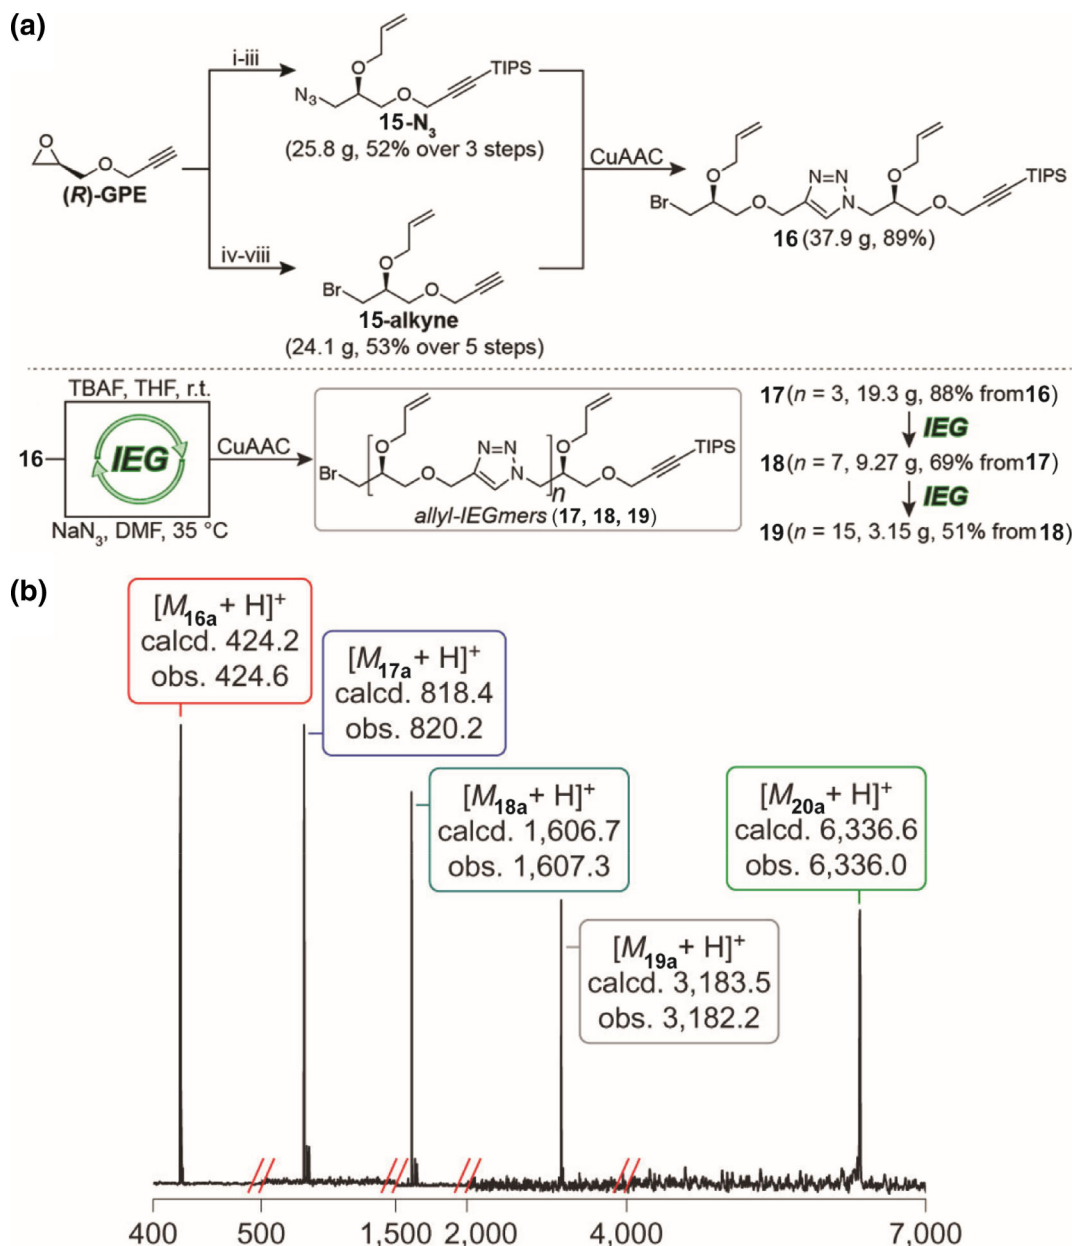 (a)
i-iii
O
TIPS
N3
O
15-N3
(25.8 g, 52% over 3 steps)
O
O
(R)-GPE
CuAAC
O
N=N
O
TIPS
Br
O
N
O
16 (37.9 g, 89%)
iv-viii
O
Br
O
15-alkyne
(24.1 g, 53% over 5 steps)
TBAF, THF, r.t.
16
IEG
CuAAC
NaN3, DMF, 35 °C
O
N=N
O
TIPS
Br
O
N
n
O
allyl-IEGmers (17, 18, 19)
17 (n = 3, 19.3 g, 88% from 16)
IEG
18 (n = 7, 9.27 g, 69% from 17)
IEG
19 (n = 15, 3.15 g, 51% from 18)
(b)
[M16a + H]+
calcd. 424.2
obs. 424.6
[M17a + H]+
calcd. 818.4
obs. 820.2
[M18a + H]+
calcd. 1,606.7
obs. 1,607.3
[M19a + H]+
calcd. 3,183.5
obs. 3,182.2
[M20a + H]+
calcd. 6,336.6
obs. 6,336.0
400 500 1,500 2,000 4,000 7,000